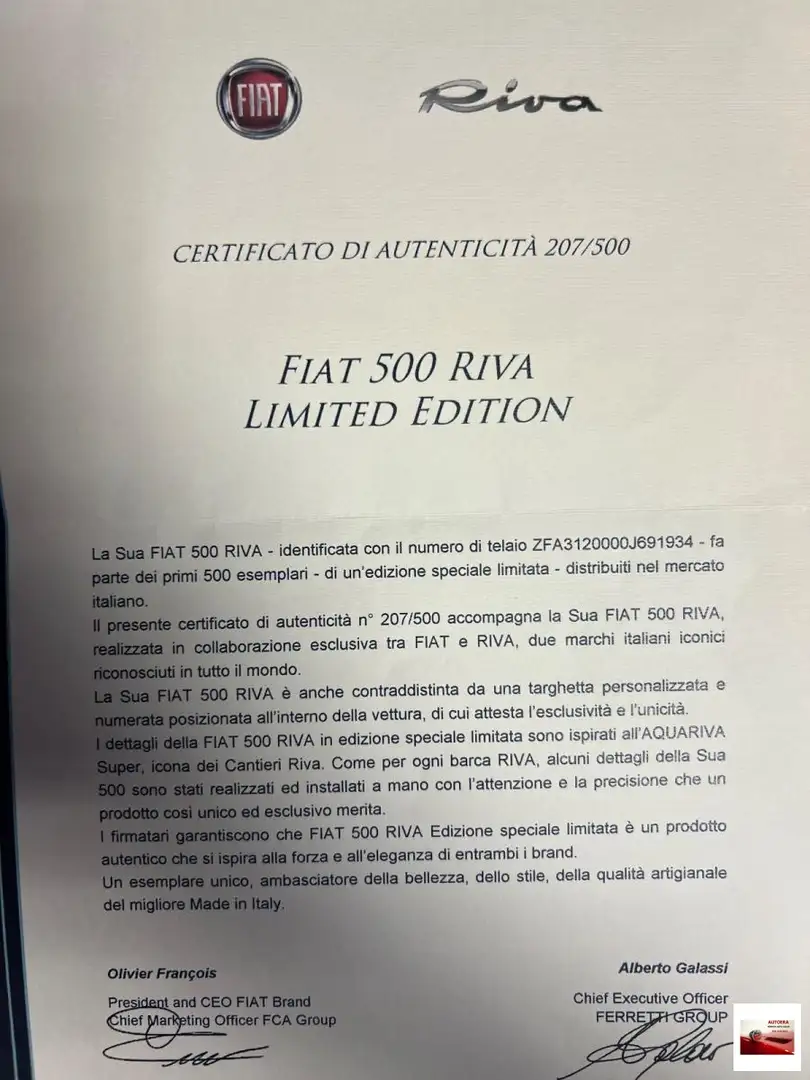 FIAT
Riva
CERTIFICATO DI AUTENTICITÀ 207/500
FIAT 500 RIVA
LIMITED EDITION
La Sua FIAT 500 RIVA - identificata con il numero di telaio ZFA3120000J691934 - fa
parte dei primi 500 esemplari - di un'edizione speciale limitata - distribuiti nel mercato
italiano.
Il presente certificato di autenticità n° 207/500 accompagna la Sua FIAT 500 RIVA,
realizzata in collaborazione esclusiva tra FIAT e RIVA, due marchi italiani iconici
riconosciuti in tutto il mondo.
La Sua FIAT 500 RIVA è anche contraddistinta da una targhetta personalizzata e
numerata posizionata all'interno della vettura, di cui attesta l'esclusività e l'unicità.
I dettagli della FIAT 500 RIVA in edizione speciale limitata sono ispirati all'AQUARIVA
Super, icona dei Cantieri Riva. Come per ogni barca RIVA, alcuni dettagli della Sua
500 sono stati realizzati ed installati a mano con l'attenzione e la precisione che un
prodotto così unico ed esclusivo merita.
I firmatari garantiscono che FIAT 500 RIVA Edizione speciale limitata è un prodotto
autentico che si ispira alla forza e all'eleganza di entrambi i brand.
Un esemplare unico, ambasciatore della bellezza, dello stile, della qualità artigianale
del migliore Made in Italy.
Olivier François
President and CEO FIAT Brand
Chief Marketing Officer FCA Group
Alberto Galassi
Chief Executive Officer
FERRETTI GROUP